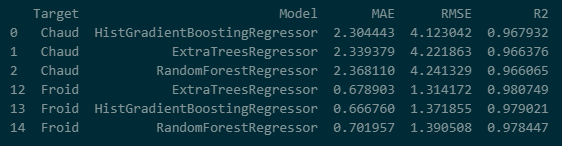 Target Model MAE RMSE R2
0 Chaud HistGradientBoostingRegressor 2.304443 4.123042 0.967932
1 Chaud ExtraTreesRegressor 2.339379 4.221863 0.966376
2 Chaud RandomForestRegressor 2.368110 4.241329 0.966065
12 Froid ExtraTreesRegressor 0.678903 1.314172 0.980749
13 Froid HistGradientBoostingRegressor 0.666760 1.371855 0.979021
14 Froid RandomForestRegressor 0.701957 1.390508 0.978447